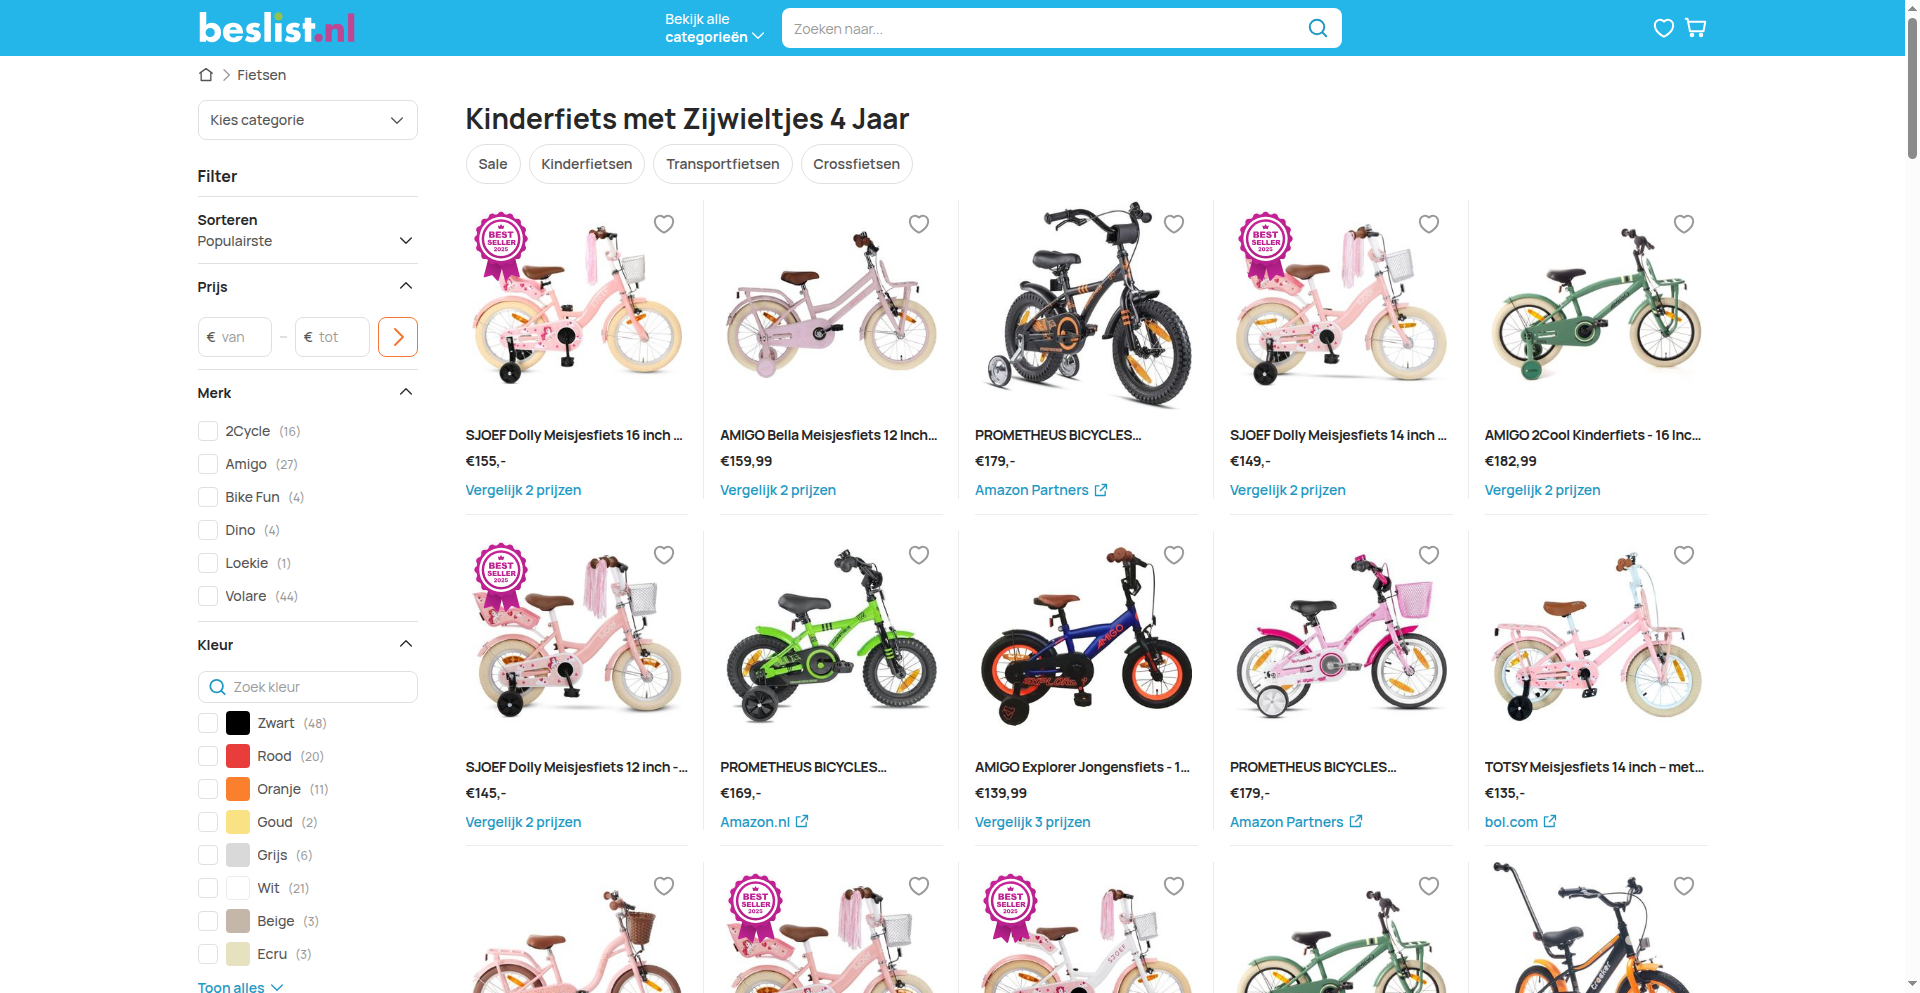 beslist.nl
Bekijk alle
categorieën
Zoeken naar...
Fietsen
Kies categorie
Kinderfiets met Zijwieltjes 4 Jaar
Sale
Kinderfietsen
Transportfietsen
Crossfietsen
Filter
Sorteren
Populairste
Prijs
€ van
–
€ tot
Merk
2Cycle (16)
Amigo (27)
Bike Fun (4)
Dino (4)
Loekie (1)
Volare (44)
Kleur
Zoek kleur
Zwart (48)
Rood (20)
Oranje (11)
Goud (2)
Grijs (6)
Wit (21)
Beige (3)
Ecru (3)
Toon alles
BEST
SELLER
2025
SJOEF Dolly Meisjesfiets 16 inch ...
€155,-
Vergelijk 2 prijzen
AMIGO Bella Meisjesfiets 12 Inch...
€159,99
Vergelijk 2 prijzen
PROMETHEUS BICYCLES...
€179,-
Amazon Partners
BEST
SELLER
2025
SJOEF Dolly Meisjesfiets 14 inch ...
€149,-
Vergelijk 2 prijzen
AMIGO 2Cool Kinderfiets - 16 Inc...
€182,99
Vergelijk 2 prijzen
BEST
SELLER
2025
SJOEF Dolly Meisjesfiets 12 inch -...
€145,-
Vergelijk 2 prijzen
PROMETHEUS BICYCLES...
€169,-
Amazon.nl
AMIGO
AMIGO Explorer Jongensfiets - 1...
€139,99
Vergelijk 3 prijzen
PROMETHEUS BICYCLES...
€179,-
Amazon Partners
TOTSY Meisjesfiets 14 inch – met...
€135,-
bol.com
BEST
SELLER
2025
BEST
SELLER
2025
SJOEF